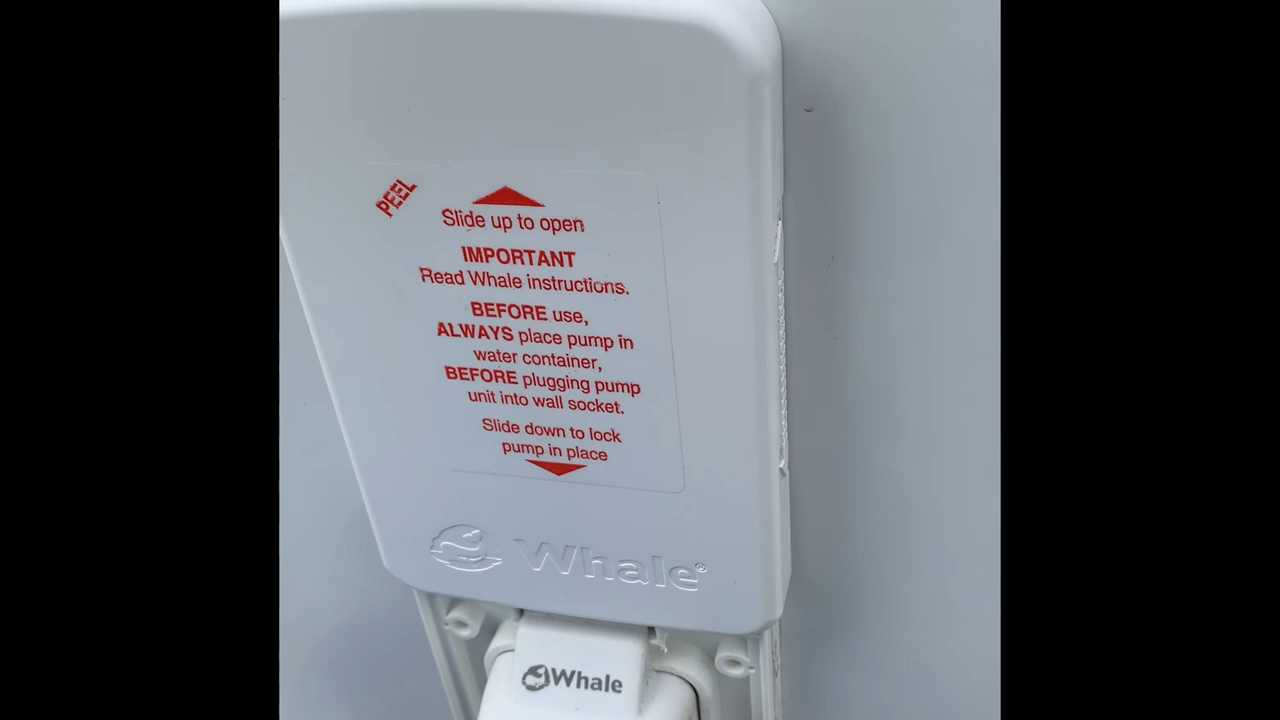 PEEL
Slide up to open
IMPORTANT
Read Whale instructions.
BEFORE use,
ALWAYS place pump in
water container,
BEFORE plugging pump
unit into wall socket.
Slide down to lock
pump in place
Whale®
Whale